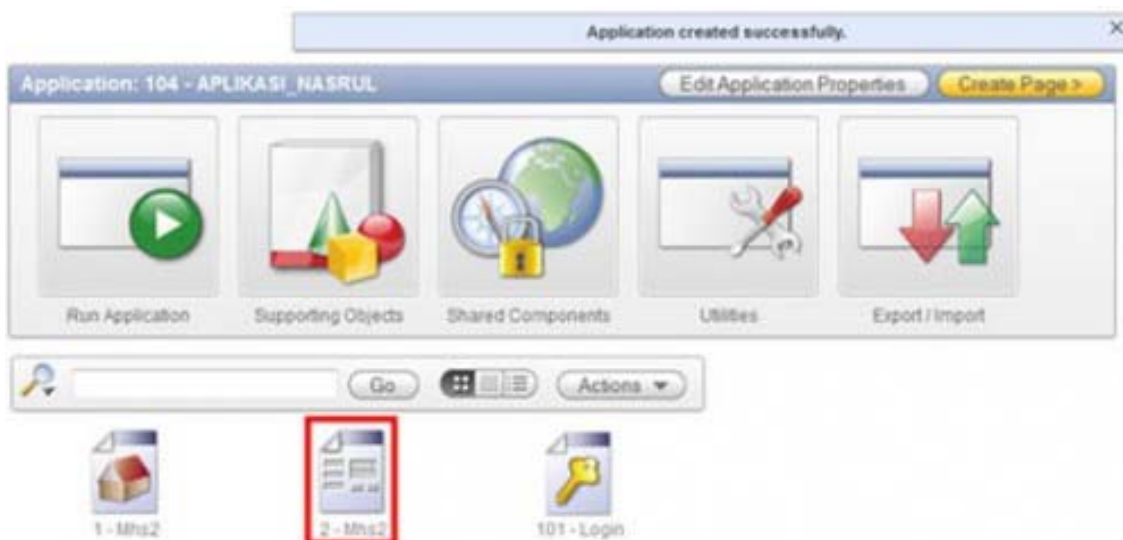 Application created successfully.
Application: 104 - APLIKASI_NASRUL
Edit Application Properties
Create Page >
Run Application
Supporting Objects
Shared Components
Utilities
Export / Import
Go
Actions
1 - Mhs2
2 - Mhs2
101 - Login